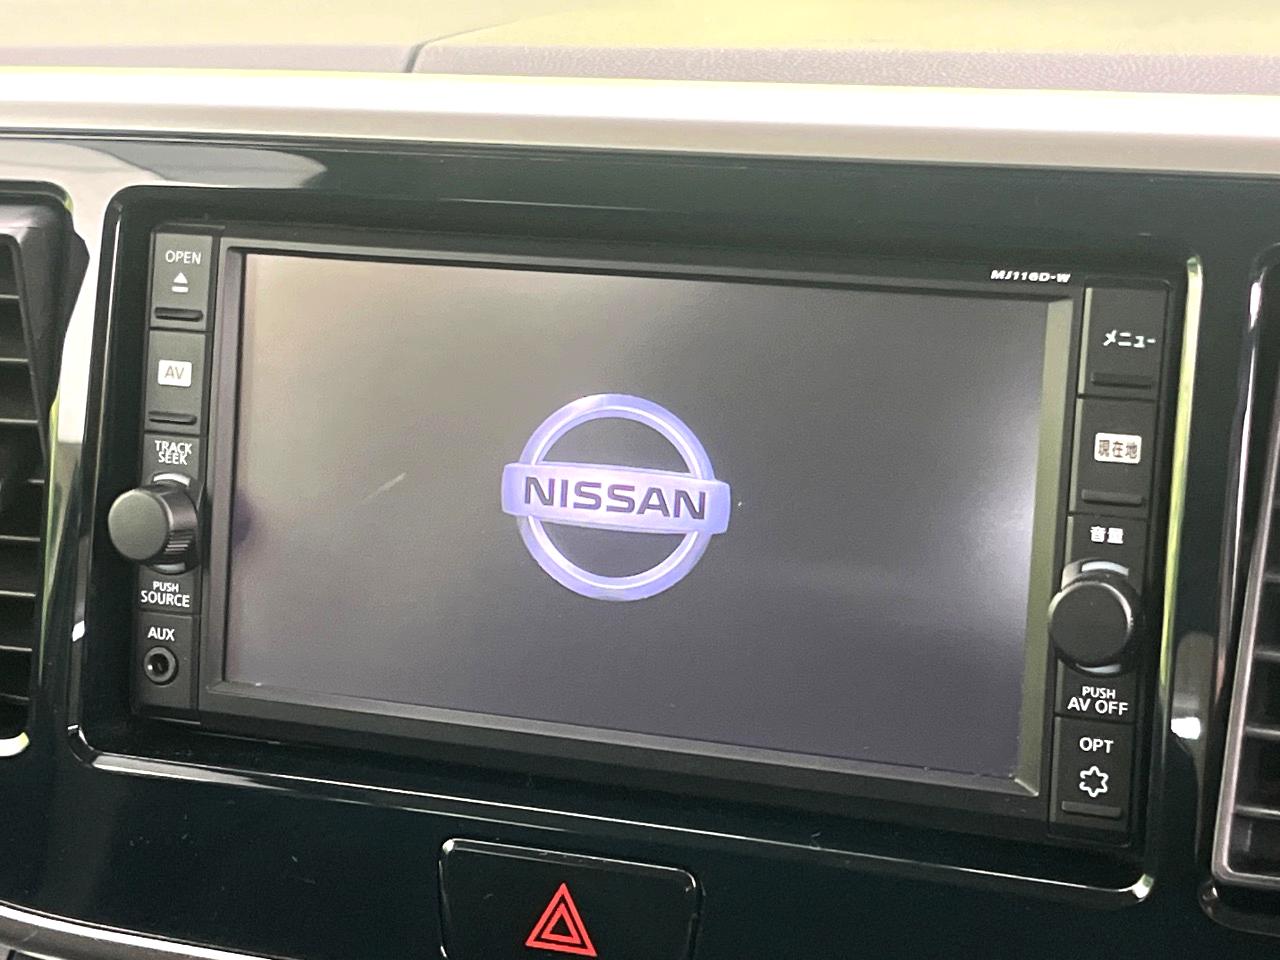 OPEN
AV
TRACK
SEEK
PUSH
SOURCE
AUX
NISSAN
MJ116D-W
メニュー
現在地
音量
PUSH
AV OFF
OPT